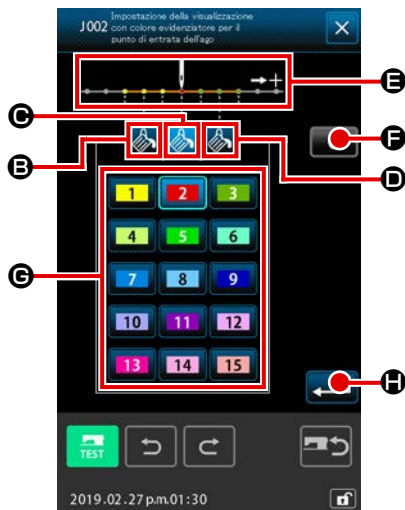 J002 Impostazione della visualizzazione
con colore evidenziatore per il
punto di entrata dell'ago
E
C
F
B
D
1 2 3
4 5 6
G
7 8 9
10 11 12
13 14 15
H
TEST
2019.02.27 p.m.01:30